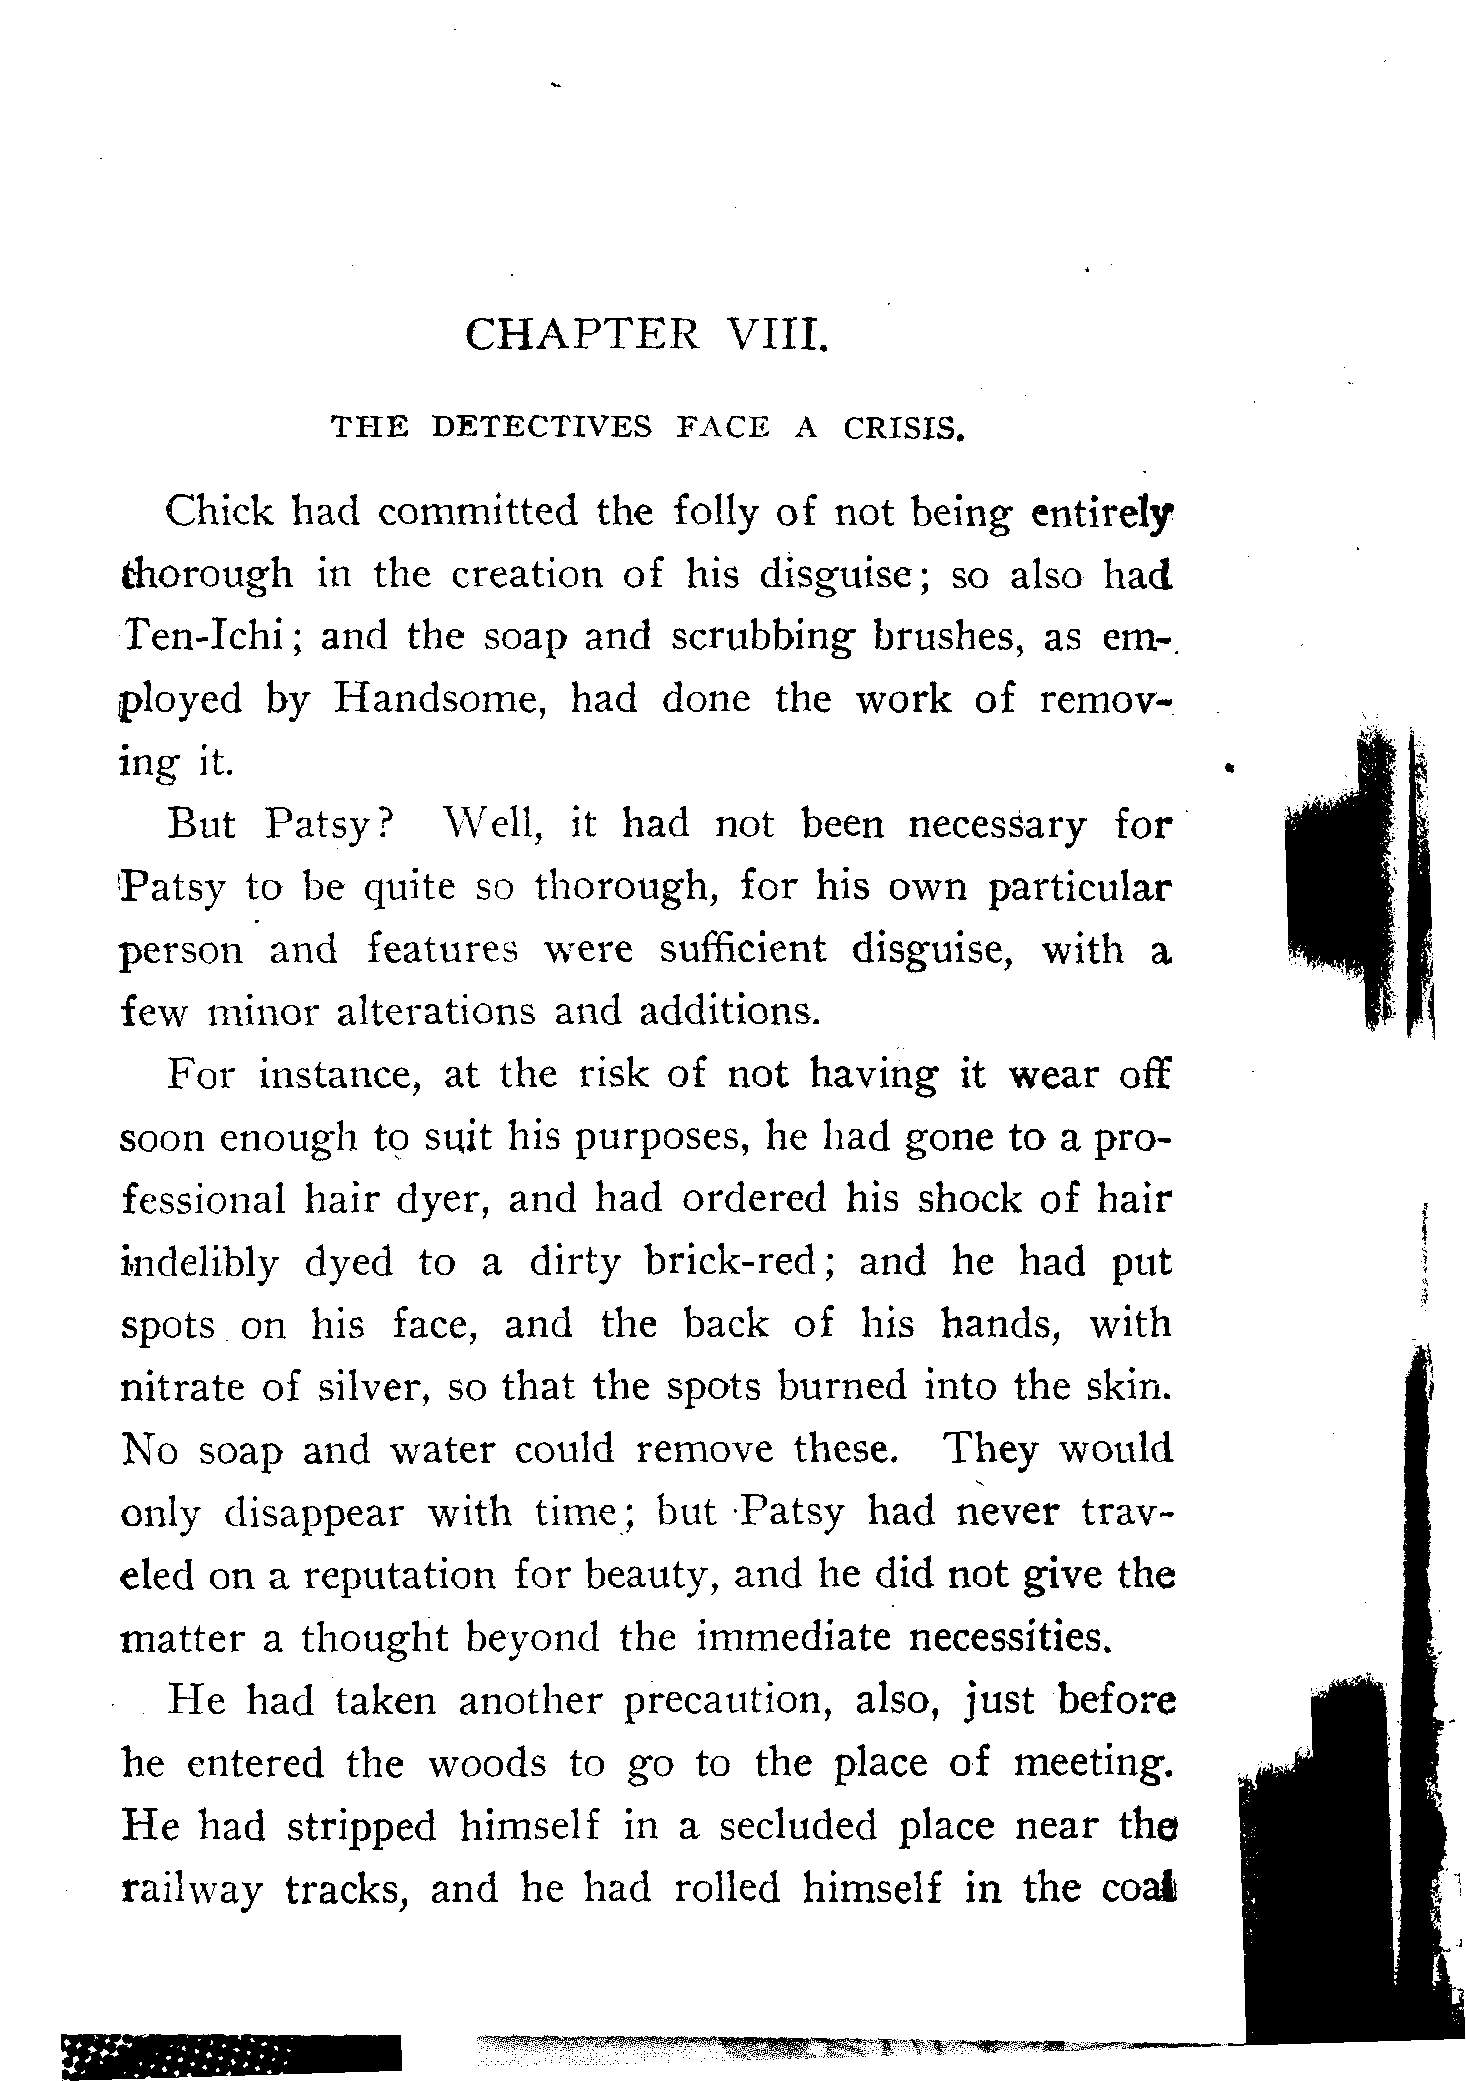 CHAPTER VIII.
THE DETECTIVES FACE A CRISIS.
Chick had committed the folly of not being entirely
thorough in the creation of his disguise; so also had
Ten-Ichi; and the soap and scrubbing brushes, as em-
ployed by Handsome, had done the work of remov-
ing it.
But Patsy? Well, it had not been necessary for
Patsy to be quite so thorough, for his own particular
person and features were sufficient disguise, with a
few minor alterations and additions.
For instance, at the risk of not having it wear off
soon enough to suit his purposes, he had gone to a pro-
fessional hair dyer, and had ordered his shock of hair
indelibly dyed to a dirty brick-red; and he had put
spots on his face, and the back of his hands, with
nitrate of silver, so that the spots burned into the skin.
No soap and water could remove these. They would
only disappear with time; but Patsy had never trav-
eled on a reputation for beauty, and he did not give the
matter a thought beyond the immediate necessities.
He had taken another precaution, also, just before
he entered the woods to go to the place of meeting.
He had stripped himself in a secluded place near the
railway tracks, and he had rolled himself in the coal